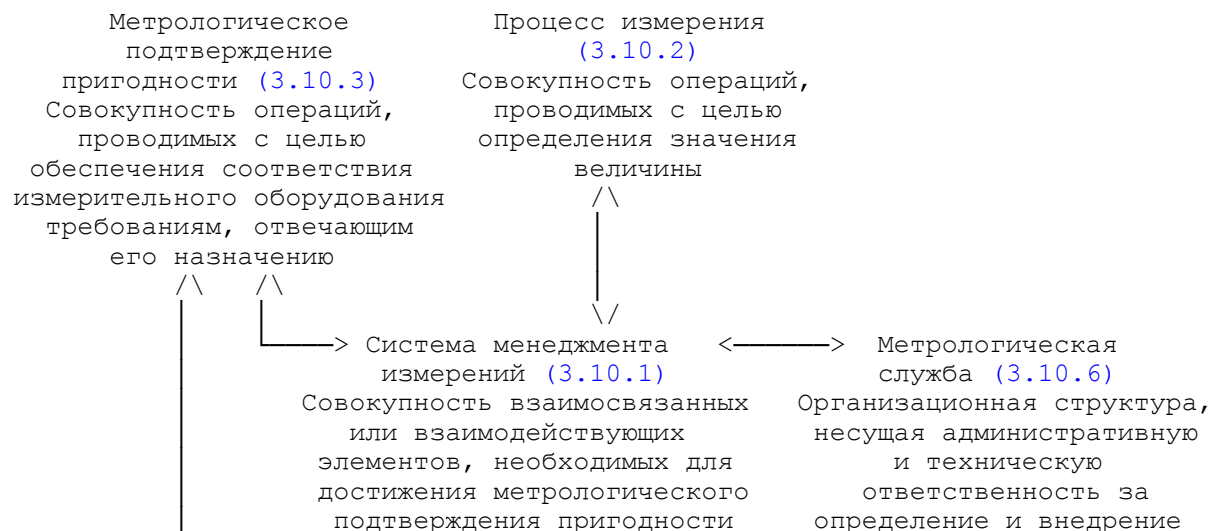 Метрологическое
подтверждение
пригодности (3.10.3)
Совокупность операций,
проводимых с целью
обеспечения соответствия
измерительного оборудования
требованиям, отвечающим
его назначению
Процесс измерения
(3.10.2)
Совокупность операций,
проводимых с целью
определения значения
величины
Система менеджмента
измерений (3.10.1)
Совокупность взаимосвязанных
или взаимодействующих
элементов, необходимых для
достижения метрологического
подтверждения пригодности
Метрологическая
служба (3.10.6)
Организационная структура,
несущая административную
и техническую
ответственность за
определение и внедрение